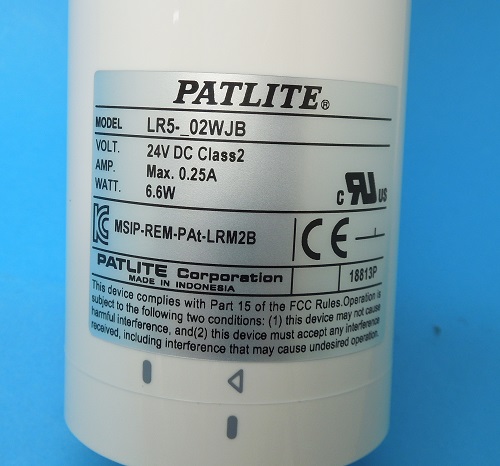 PATLITE®
MODEL LR5-_02WJB
VOLT. 24V DC Class2
AMP. Max. 0.25A
WATT. 6.6W
c RU US
KC MSIP-REM-PAt-LRM2B CE
PATLITE Corporation
MADE IN INDONESIA
18813P
This device complies with Part 15 of the FCC Rules.Operation is
subject to the following two conditions: (1) this device may not cause
harmful interference, and(2) this device must accept any interference
received, including interference that may cause undesired operation.